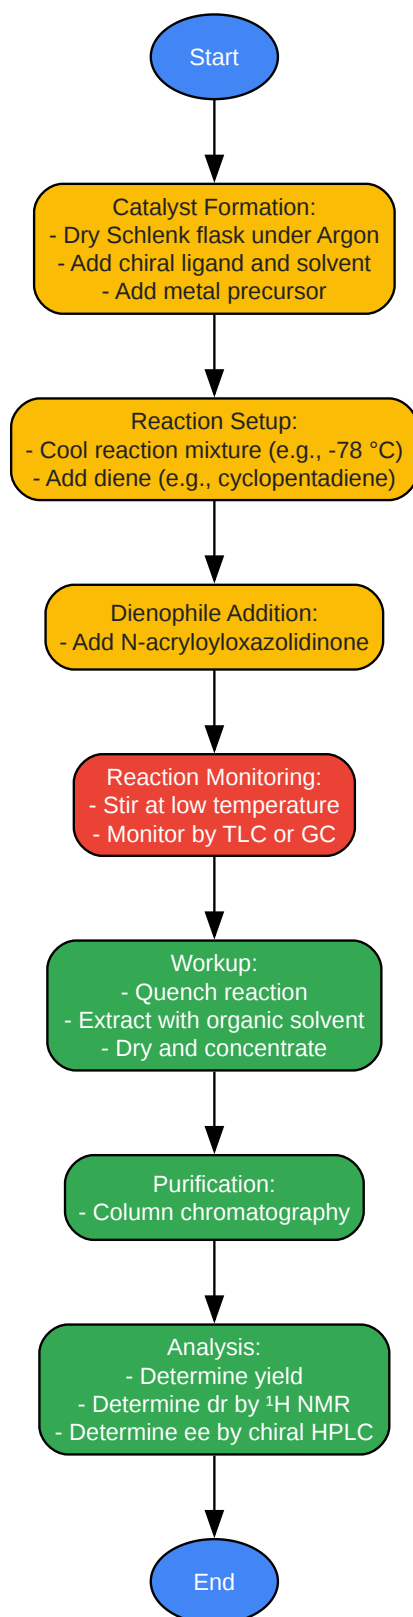 Start
Catalyst Formation:
- Dry Schlenk flask under Argon
- Add chiral ligand and solvent
- Add metal precursor
Reaction Setup:
- Cool reaction mixture (e.g., -78 °C)
- Add diene (e.g., cyclopentadiene)
Dienophile Addition:
- Add N-acryloyloxazolidinone
Reaction Monitoring:
- Stir at low temperature
- Monitor by TLC or GC
Workup:
- Quench reaction
- Extract with organic solvent
- Dry and concentrate
Purification:
- Column chromatography
Analysis:
- Determine yield
- Determine dr by ¹H NMR
- Determine ee by chiral HPLC
End